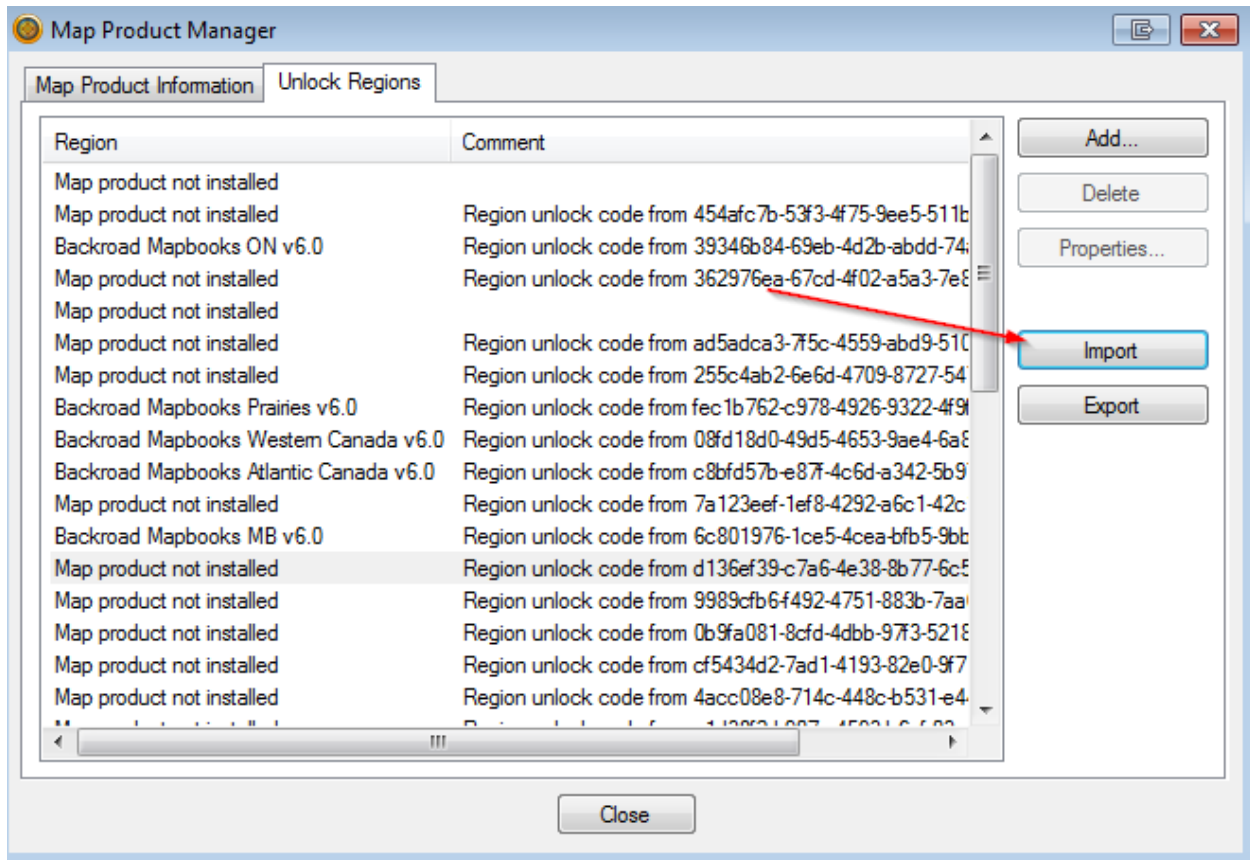 Map Product Manager
Map Product Information Unlock Regions
Region Comment
Map product not installed
Map product not installed Region unlock code from 454afc7b-53f3-4f75-9ee5-511b
Backroad Mapbooks ON v6.0 Region unlock code from 39346b84-69eb-4d2b-abdd-74
Map product not installed Region unlock code from 362976ea-67cd-4f02-a5a3-7e8
Map product not installed
Map product not installed Region unlock code from ad5adca3-7f5c-4559-abd9-510
Map product not installed Region unlock code from 255c4ab2-6e6d-4709-8727-54
Backroad Mapbooks Prairies v6.0 Region unlock code from fec1b762-c978-4926-9322-4f9
Backroad Mapbooks Western Canada v6.0 Region unlock code from 08fd18d0-49d5-4653-9ae4-6a8
Backroad Mapbooks Atlantic Canada v6.0 Region unlock code from c8bfd57b-e87f-4c6d-a342-5b9
Map product not installed Region unlock code from 7a123eef-1ef8-4292-a6c1-42c
Backroad Mapbooks MB v6.0 Region unlock code from 6c801976-1ce5-4cea-bfb5-9bb
Map product not installed Region unlock code from d136ef39-c7a6-4e38-8b77-6c5
Map product not installed Region unlock code from 9989cfb6-f492-4751-883b-7aa
Map product not installed Region unlock code from 0b9fa081-8cfd-4dbb-97f3-5218
Map product not installed Region unlock code from cf5434d2-7ad1-4193-82e0-9f7
Map product not installed Region unlock code from 4acc08e8-714c-448c-b531-e4
Add...
Delete
Properties...
Import
Export
Close